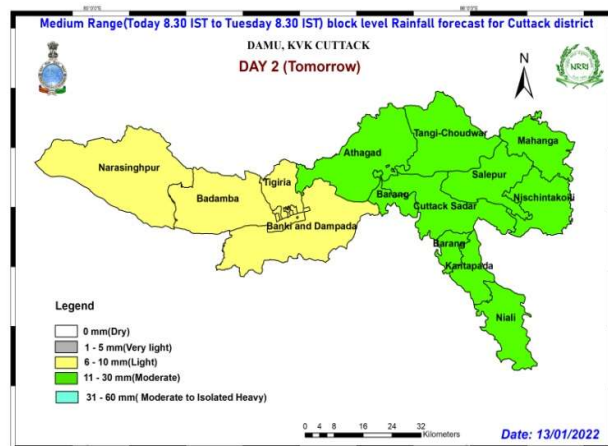 Medium Range(Today 8.30 IST to Tuesday 8.30 IST) block level Rainfall forecast for Cuttack district
DAMU, KVK CUTTACK
DAY 2 (Tomorrow)
N
NRRI
Tangi-Choudwar
Mahanga
Athagad
Narasinghpur
Salepur
Tigiria
Badamba
Barang
Nischintakoili
Cuttack Sadar
Banki and Dampada
Barang
Kantapada
Niali
Legend
0 mm(Dry)
1 - 5 mm(Very light)
6 - 10 mm(Light)
11 - 30 mm(Moderate)
31 - 60 mm( Moderate to Isolated Heavy)
0 4 8 16 24 32
Kilometers
Date: 13/01/2022